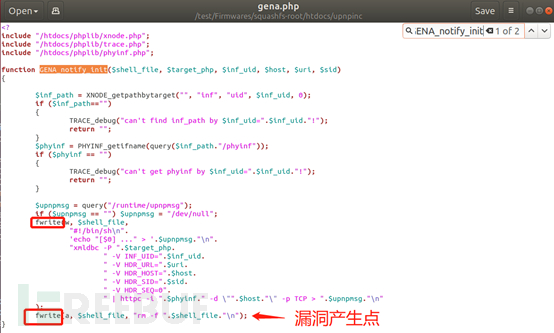 Open
gena.php
/test/Firmwares/squashfs-root/htdocs/upnpinc
Save
GENA_notify_init
1 of 2
<?
include "/htdocs/phplib/xnode.php";
include "/htdocs/phplib/trace.php";
include "/htdocs/phplib/phyinf.php";
function GENA_notify_init($shell_file, $target_php, $inf_uid, $host, $uri, $sid)
{
$inf_path = XNODE_getpathbytarget("", "inf", "uid", $inf_uid, 0);
if ($inf_path=="")
{
TRACE_debug("can't find inf_path by $inf_uid=".$inf_uid."!");
return "";
}
$phyinf = PHYINF_getifname(query($inf_path."/phyinf"));
if ($phyinf == "")
{
TRACE_debug("can't get phyinf by $inf_uid=".$inf_uid."!");
return "";
}
$upnpmsg = query("/runtime/upnpmsg");
if ($upnpmsg == "") $upnpmsg = "/dev/null";
fwrite(w, $shell_file,
"#!/bin/sh\n".
'echo "[$0] ..." > '.$upnpmsg."\n".
"xmldbc -P ".$target_php.
" -V INF_UID=".$inf_uid.
" -V HDR_URL=".$uri.
" -V HDR_HOST=".$host.
" -V HDR_SID=".$sid.
" -V HDR_SEQ=0".
" | httpc -i ".$phyinf." -d \"".$host."\" -p TCP > ".$upnpmsg."\n"
);
fwrite(a, $shell_file, "rm -f ".$shell_file."\n");
漏洞产生点
FREEBUF